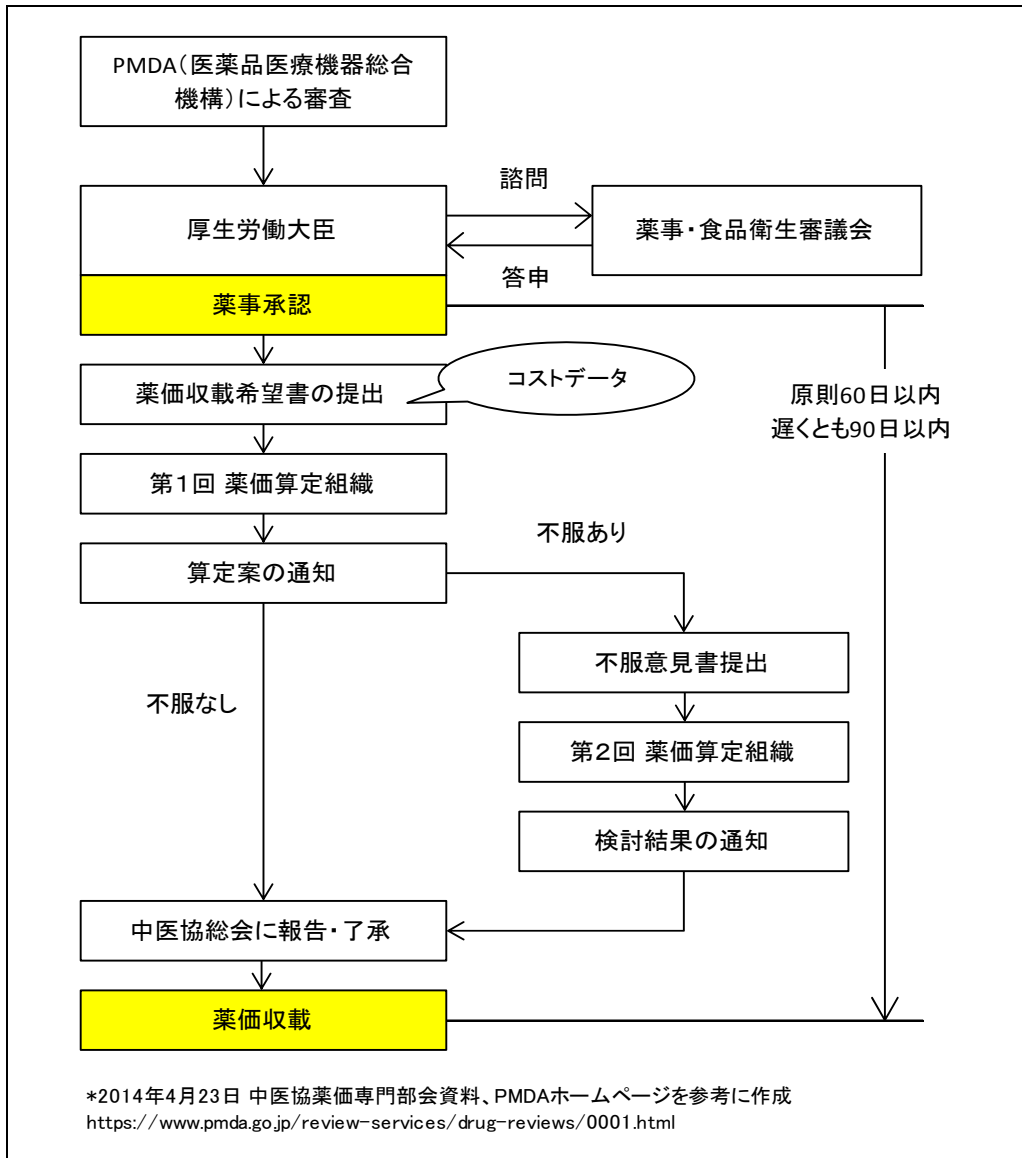 PMDA（医薬品医療機器総合
機構）による審査
諮問
厚生労働大臣
薬事・食品衛生審議会
答申
薬事承認
コストデータ
薬価収載希望書の提出
原則60日以内
遅くとも90日以内
第１回 薬価算定組織
不服あり
算定案の通知
不服意見書提出
不服なし
第２回 薬価算定組織
検討結果の通知
中医協総会に報告・了承
薬価収載
*2014年4月23日 中医協薬価専門部会資料、PMDAホームページを参考に作成
https://www.pmda.go.jp/review-services/drug-reviews/0001.html